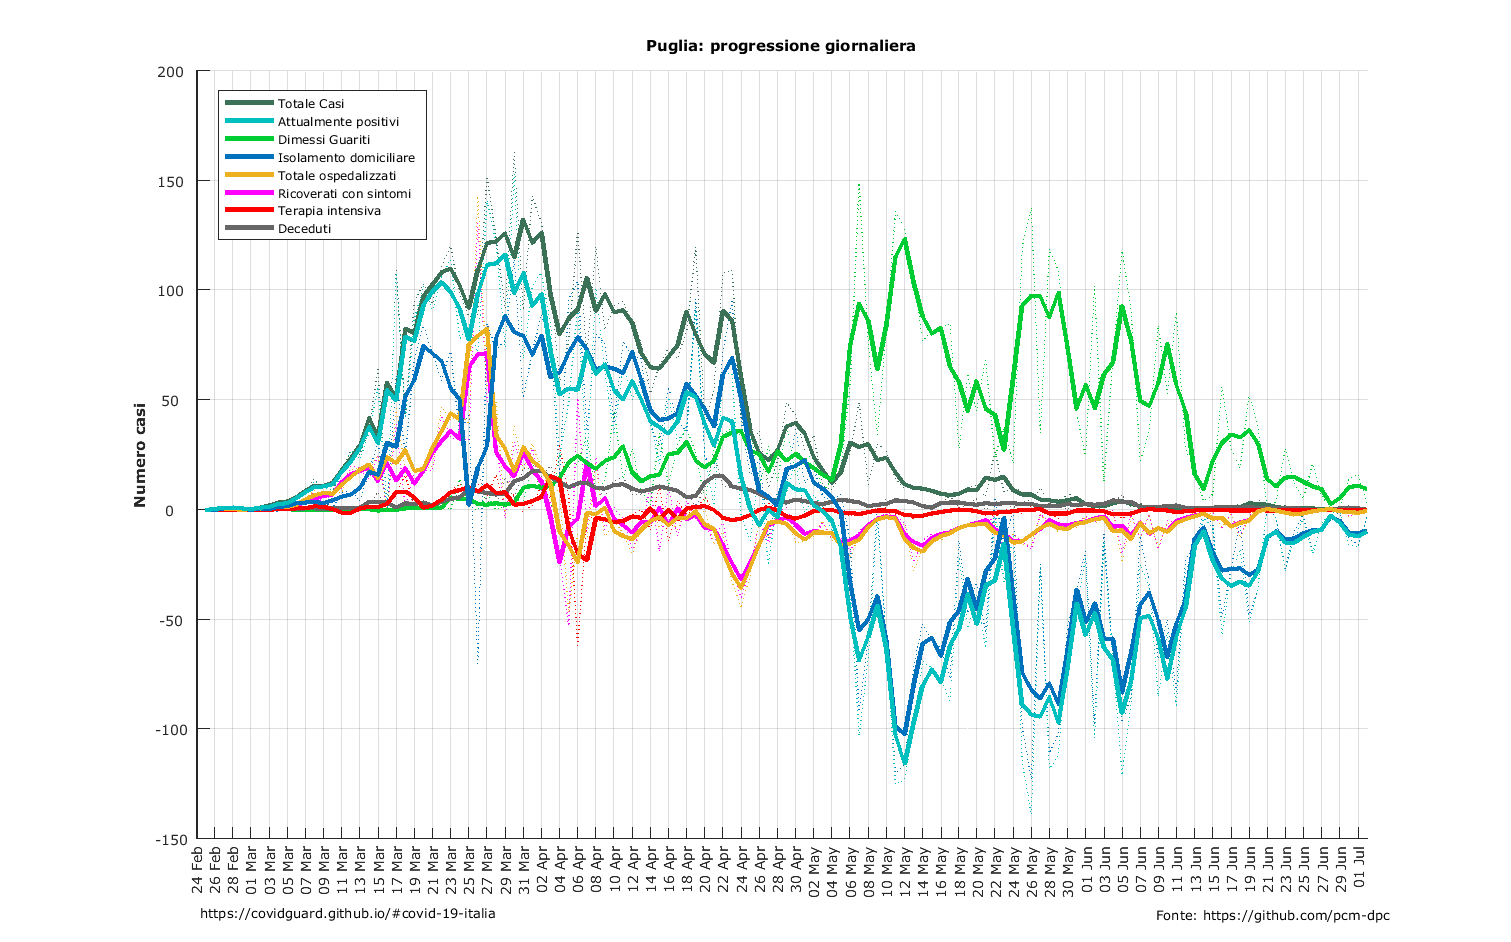 Puglia: progressione giornaliera
Numero casi
200
150
100
50
0
-50
-100
-150
Totale Casi
Attualmente positivi
Dimessi Guariti
Isolamento domiciliare
Totale ospedalizzati
Ricoverati con sintomi
Terapia intensiva
Deceduti
24 Feb
26 Feb
28 Feb
01 Mar
03 Mar
05 Mar
07 Mar
09 Mar
11 Mar
13 Mar
15 Mar
17 Mar
19 Mar
21 Mar
23 Mar
25 Mar
27 Mar
29 Mar
31 Mar
02 Apr
04 Apr
06 Apr
08 Apr
10 Apr
12 Apr
14 Apr
16 Apr
18 Apr
20 Apr
22 Apr
24 Apr
26 Apr
28 Apr
30 Apr
02 May
04 May
06 May
08 May
10 May
12 May
14 May
16 May
18 May
20 May
22 May
24 May
26 May
28 May
30 May
01 Jun
03 Jun
05 Jun
07 Jun
09 Jun
11 Jun
13 Jun
15 Jun
17 Jun
19 Jun
21 Jun
23 Jun
25 Jun
27 Jun
29 Jun
01 Jul
https://covidguard.github.io/#covid-19-italia
Fonte: https://github.com/pcm-dpc